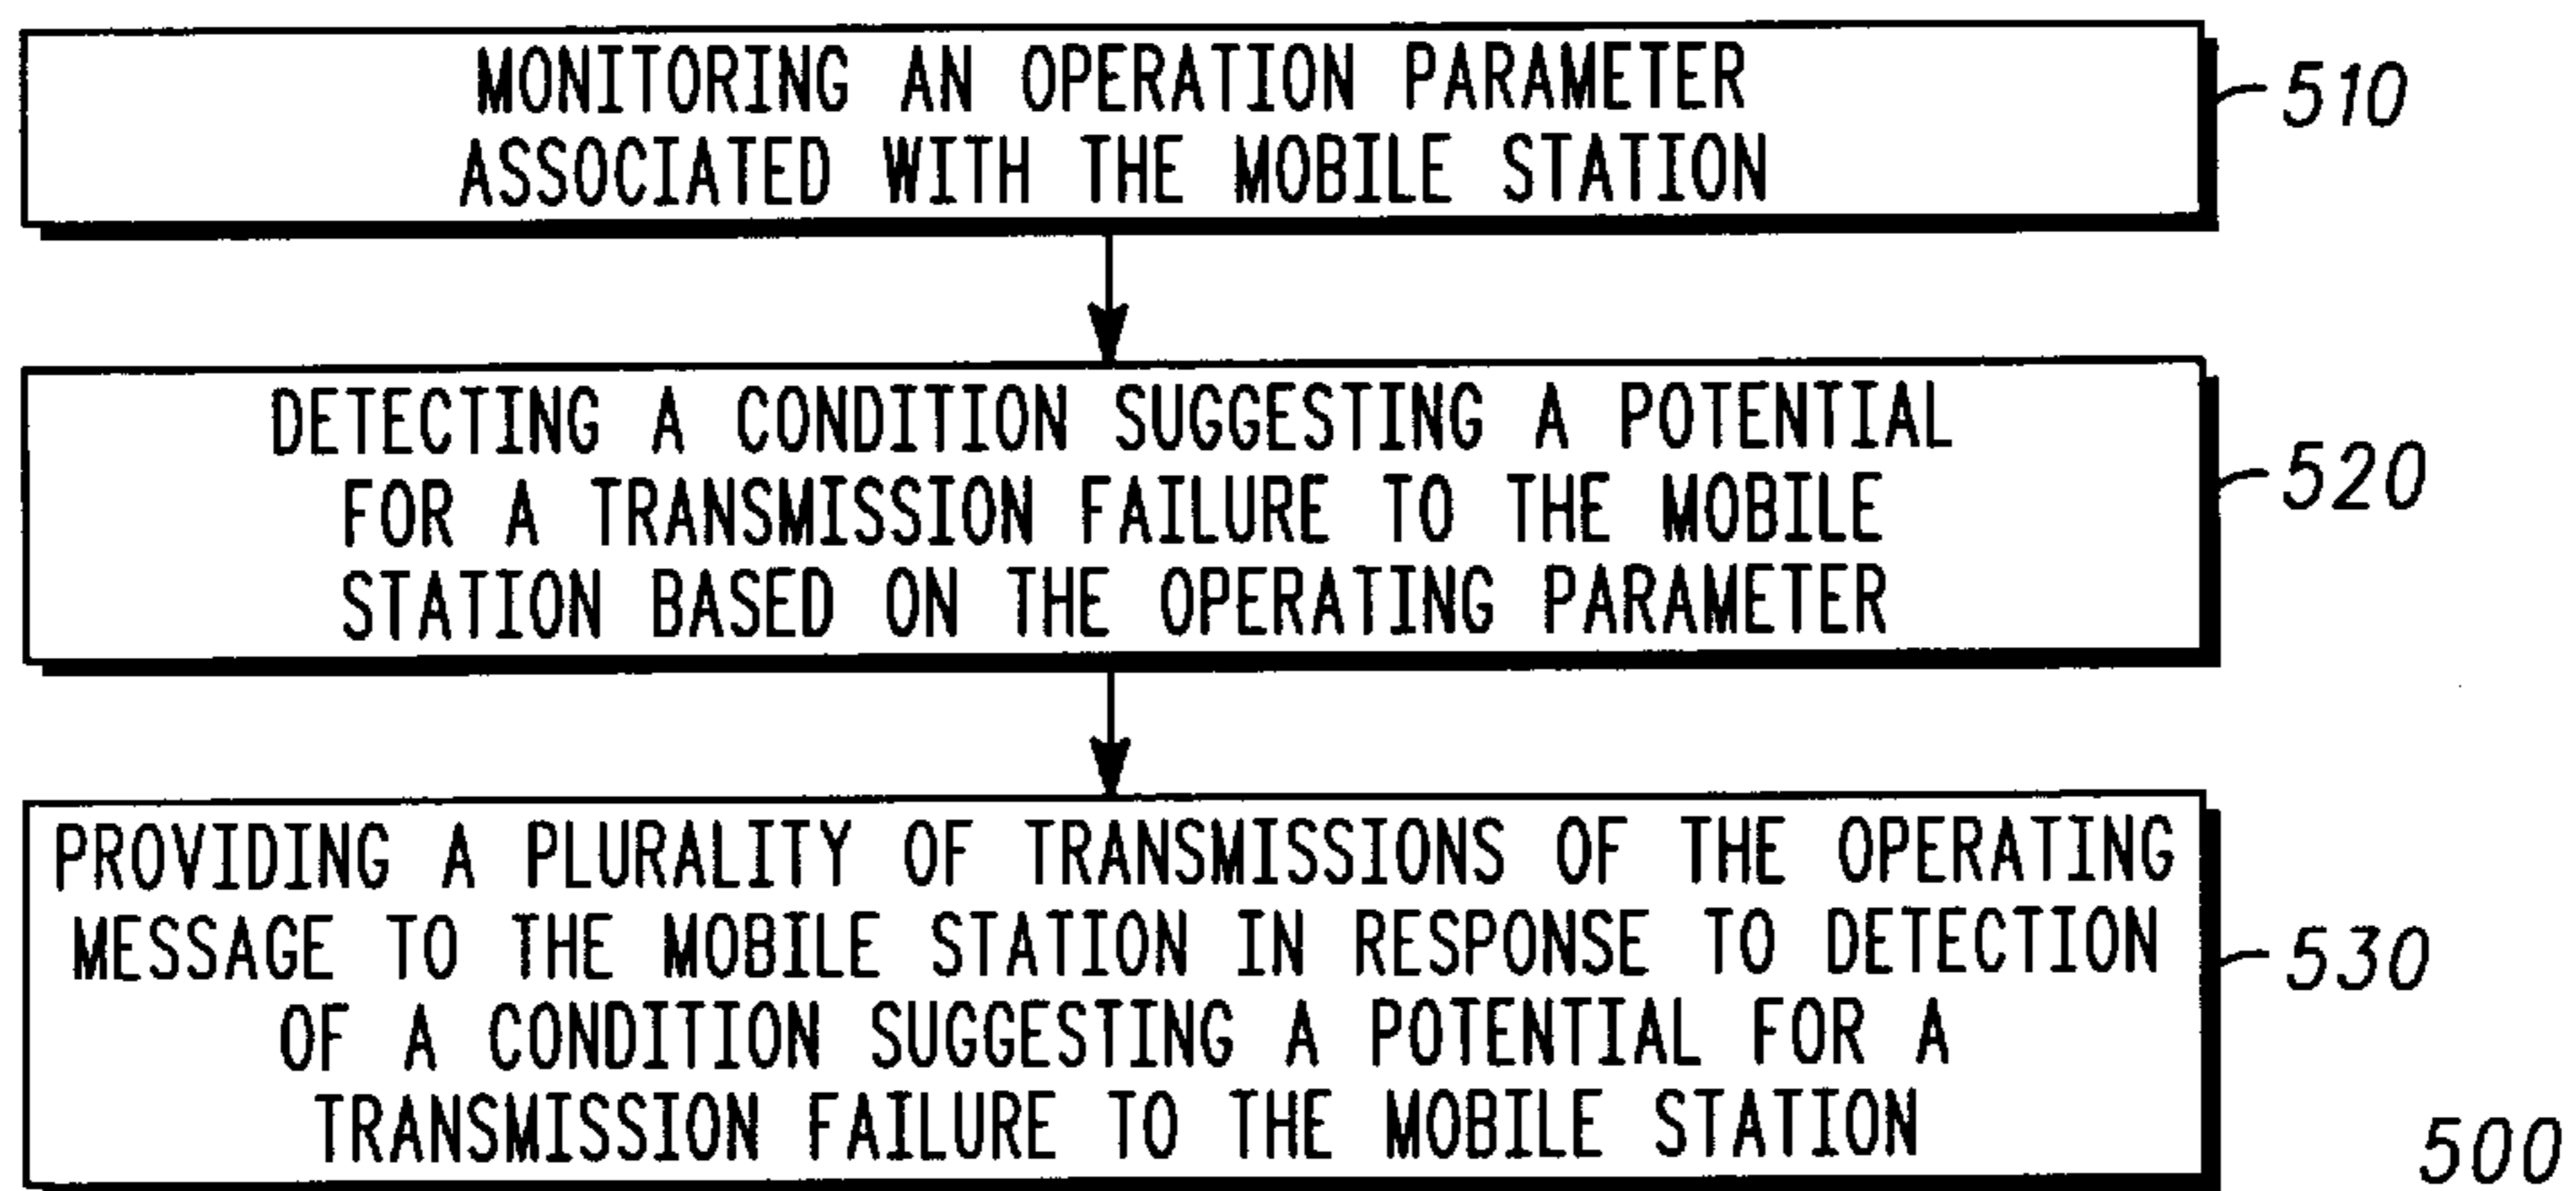 MONITORING AN OPERATION PARAMETER
ASSOCIATED WITH THE MOBILE STATION
510
DETECTING A CONDITION SUGGESTING A POTENTIAL
FOR A TRANSMISSION FAILURE TO THE MOBILE
STATION BASED ON THE OPERATING PARAMETER
520
PROVIDING A PLURALITY OF TRANSMISSIONS OF THE OPERATING
MESSAGE TO THE MOBILE STATION IN RESPONSE TO DETECTION
OF A CONDITION SUGGESTING A POTENTIAL FOR A
TRANSMISSION FAILURE TO THE MOBILE STATION
530
500